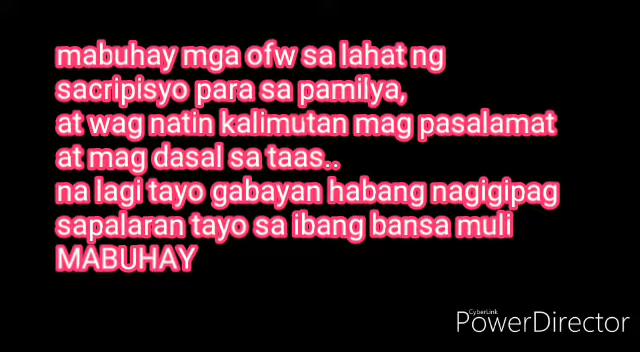 mabuhay mga ofw sa lahat ng
sacripisyo para sa pamilya,
at wag natin kalimutan mag pasalamat
at mag dasal sa taas..
na lagi tayo gabayan habang nagigipag
sapalaran tayo sa ibang bansa muli
MABUHAY
CyberLink
PowerDirector